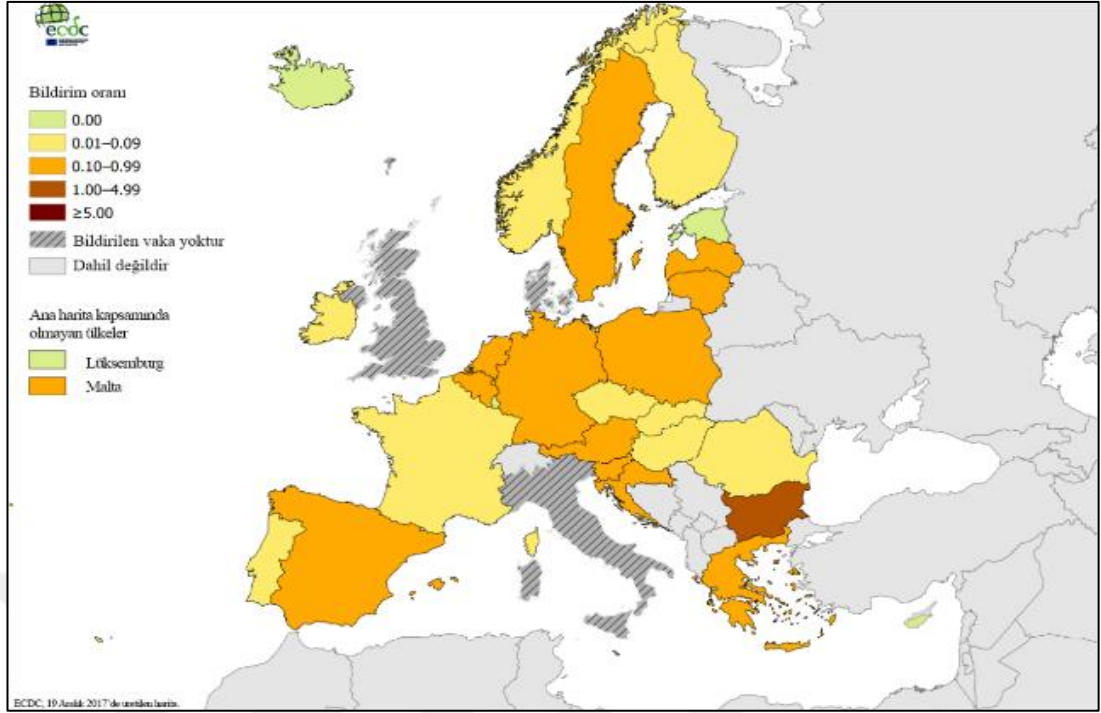 ecdc
Bildirim oranı
0.00
0.01–0.09
0.10–0.99
1.00–4.99
≥5.00
Bildirilen vaka yoktur
Dahil değildir
Ana harita kapsamında
olmayan ülkeler
Lüksemburg
Malta
ECDC, 19 Aralık 2017'de üretilen harita.